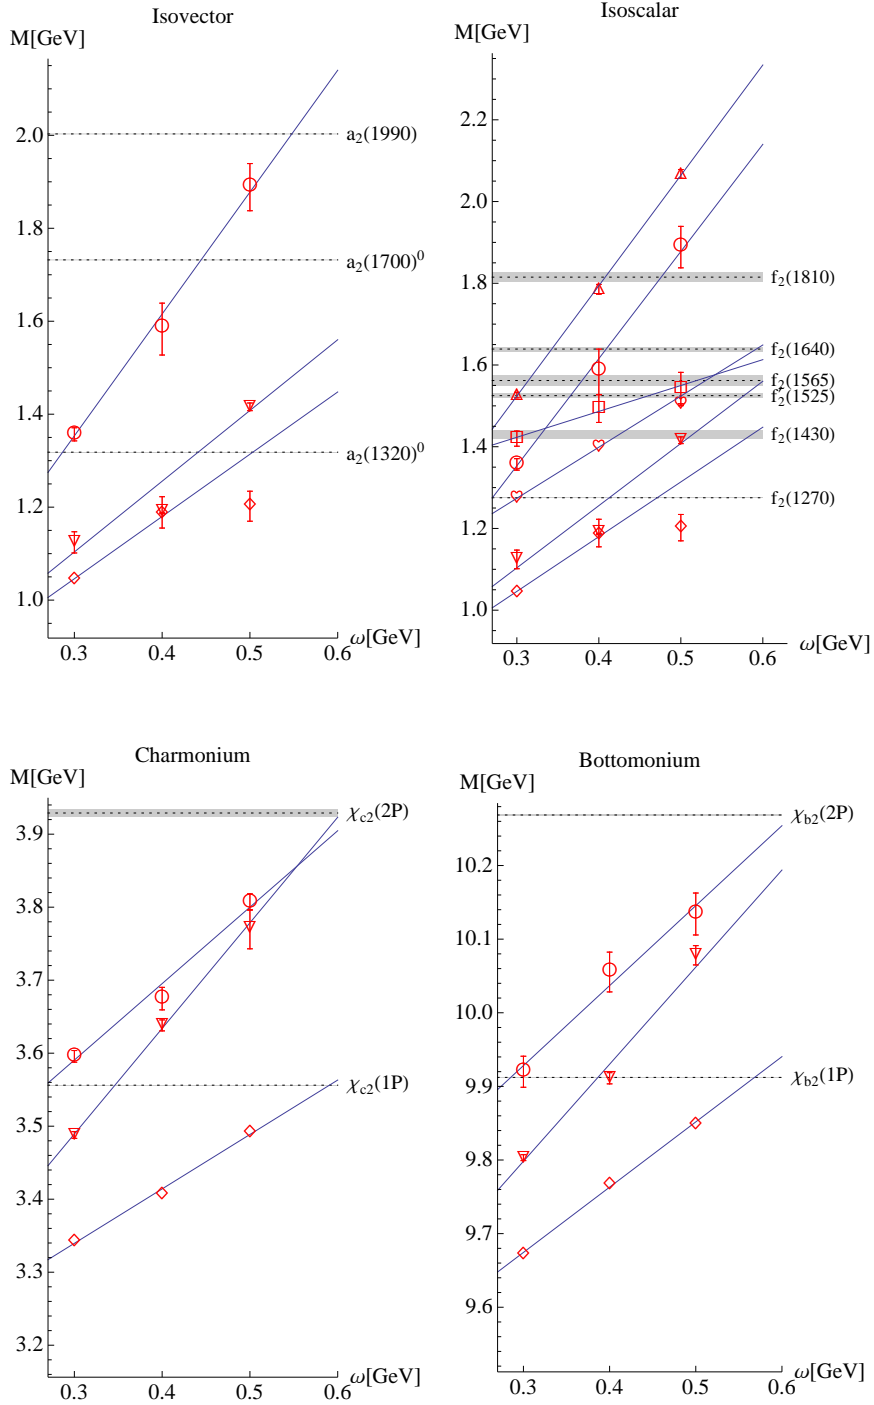 Isovector
M[GeV]
2.0
1.8
1.6
1.4
1.2
1.0
a₂(1990)
a₂(1700)⁰
a₂(1320)⁰
0.3 0.4 0.5 0.6
ω[GeV]
Isoscalar
M[GeV]
2.2
2.0
1.8
1.6
1.4
1.2
1.0
f₂(1810)
f₂(1640)
f₂(1565)
f₂'(1525)
f₂(1430)
f₂(1270)
0.3 0.4 0.5 0.6
ω[GeV]
Charmonium
M[GeV]
3.9
3.8
3.7
3.6
3.5
3.4
3.3
3.2
χc2(2P)
χc2(1P)
0.3 0.4 0.5 0.6
ω[GeV]
Bottomonium
M[GeV]
10.2
10.1
10.0
9.9
9.8
9.7
9.6
χb2(2P)
χb2(1P)
0.3 0.4 0.5 0.6
ω[GeV]